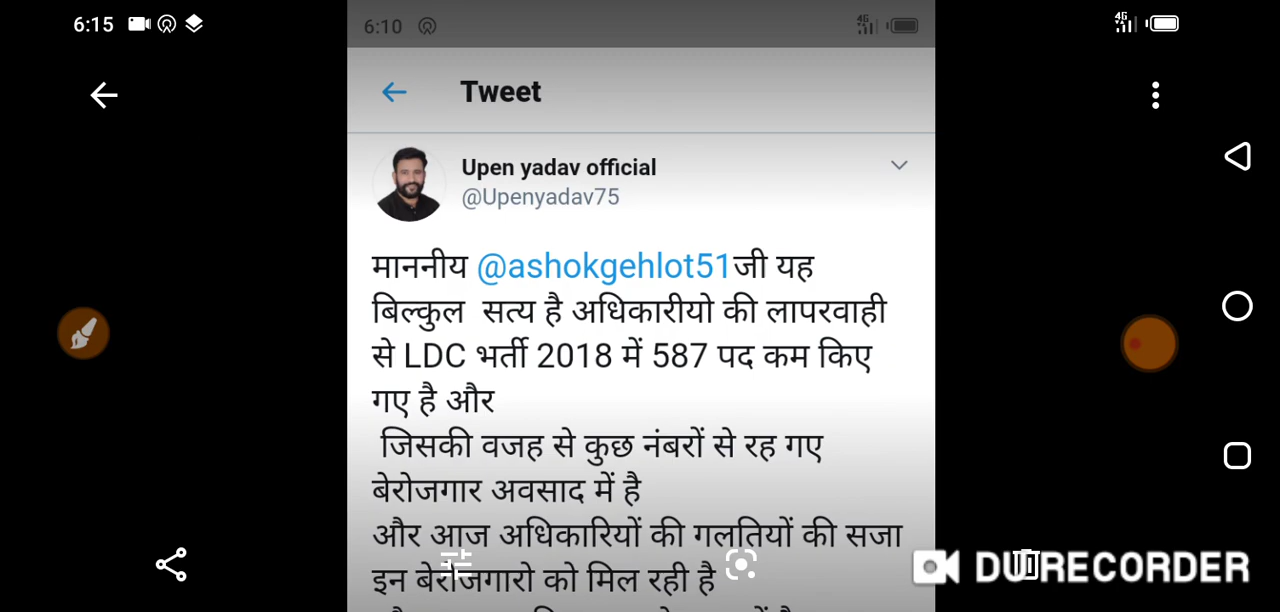 6:15
6:10
Tweet
Upen yadav official
@Upenyadav75
माननीय @ashokgehlot51जी यह
बिल्कुल सत्य है अधिकारीयो की लापरवाही
से LDC भर्ती 2018 में 587 पद कम किए
गए है और
जिसकी वजह से कुछ नंबरों से रह गए
बेरोजगार अवसाद में है
और आज अधिकारियों की गलतियों की सजा
इन बेरोजगारो को मिल रही है
DU RECORDER